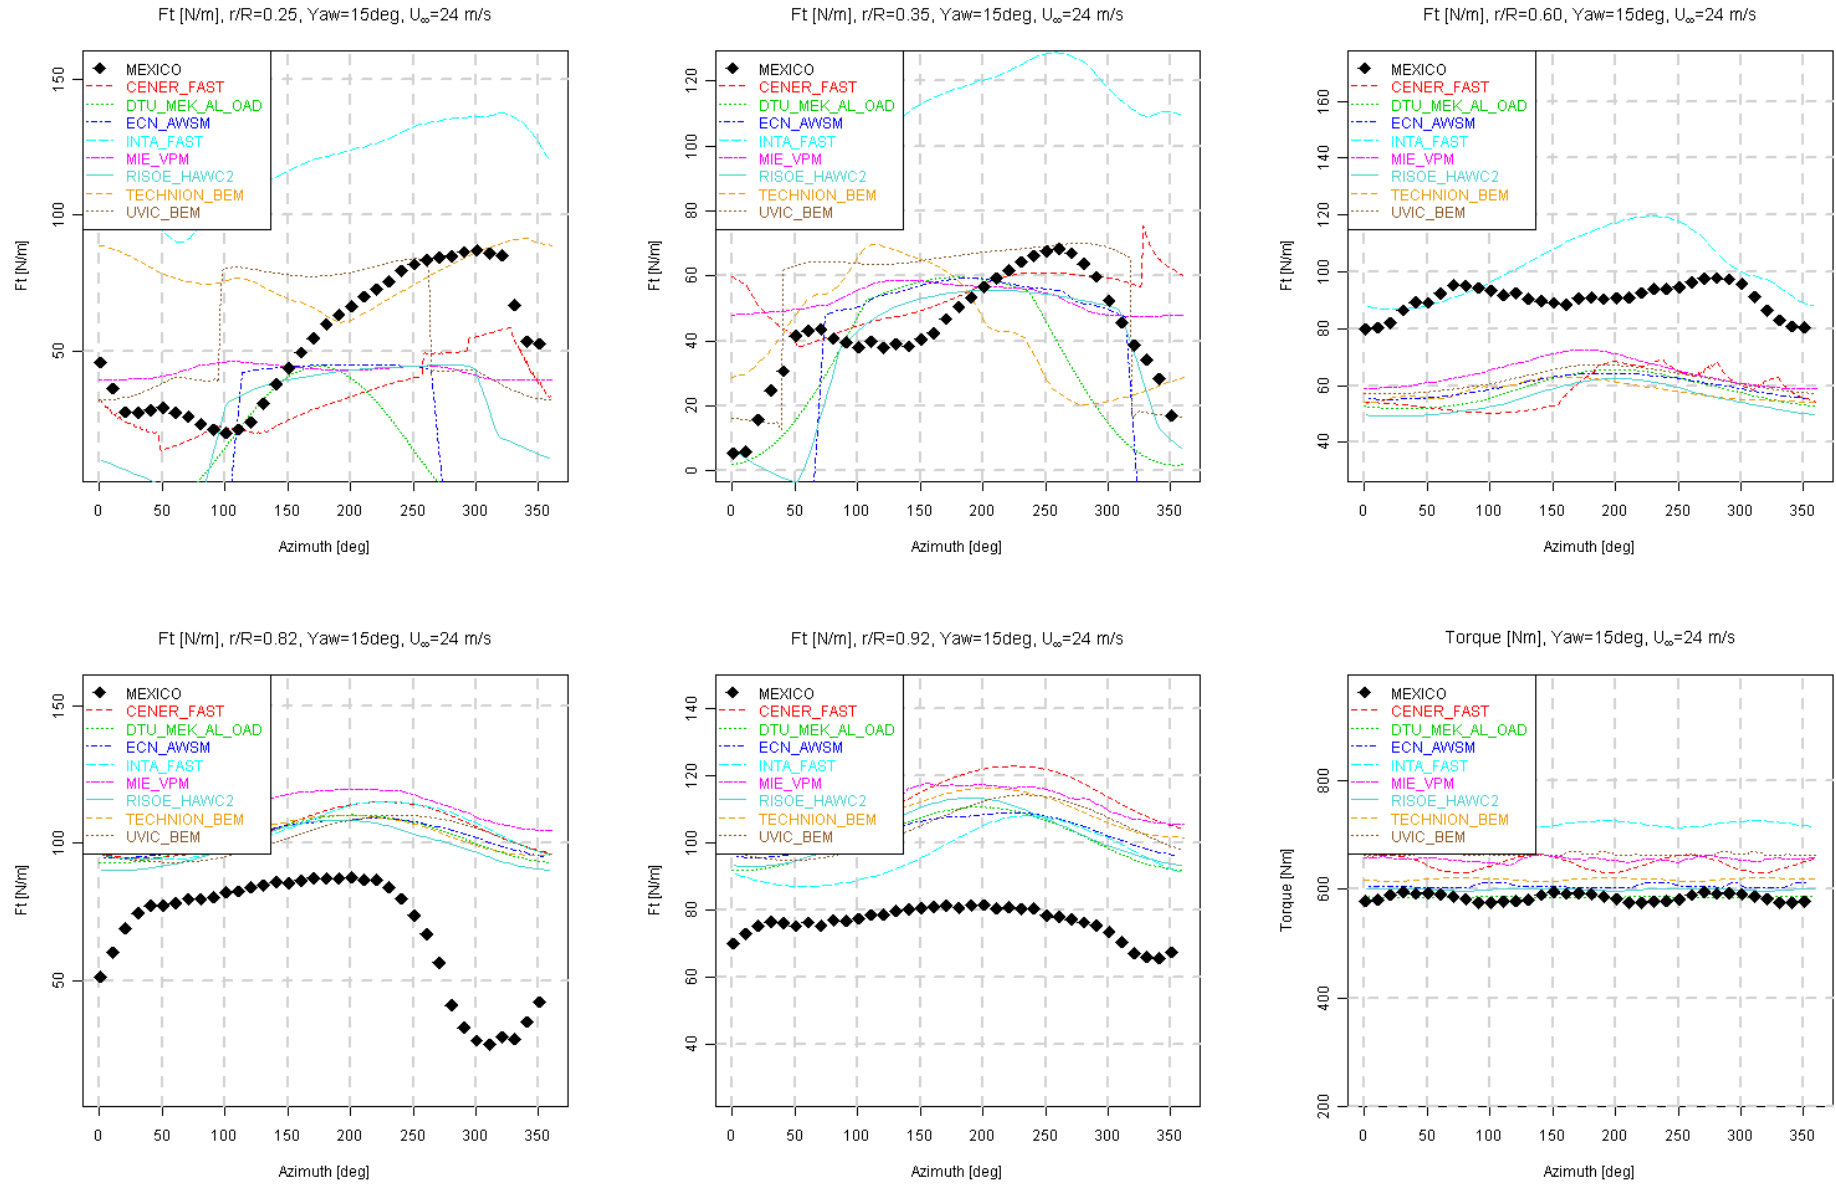 Ft [N/m], r/R=0.25, Yaw=15deg, U∞=24 m/s
150
100
50
Ft [N/m]
MEXICO
CENER_FAST
DTU_MEK_AL_OAD
ECN_AWSM
INTA_FAST
MIE_VPM
RISOE_HAWC2
TECHNION_BEM
UVIC_BEM
0 50 100 150 200 250 300 350
Azimuth [deg]
Ft [N/m], r/R=0.35, Yaw=15deg, U∞=24 m/s
120
100
80
60
40
20
0
Ft [N/m]
MEXICO
CENER_FAST
DTU_MEK_AL_OAD
ECN_AWSM
INTA_FAST
MIE_VPM
RISOE_HAWC2
TECHNION_BEM
UVIC_BEM
0 50 100 150 200 250 300 350
Azimuth [deg]
Ft [N/m], r/R=0.60, Yaw=15deg, U∞=24 m/s
160
140
120
100
80
60
40
Ft [N/m]
MEXICO
CENER_FAST
DTU_MEK_AL_OAD
ECN_AWSM
INTA_FAST
MIE_VPM
RISOE_HAWC2
TECHNION_BEM
UVIC_BEM
0 50 100 150 200 250 300 350
Azimuth [deg]
Ft [N/m], r/R=0.82, Yaw=15deg, U∞=24 m/s
150
100
50
Ft [N/m]
MEXICO
CENER_FAST
DTU_MEK_AL_OAD
ECN_AWSM
INTA_FAST
MIE_VPM
RISOE_HAWC2
TECHNION_BEM
UVIC_BEM
0 50 100 150 200 250 300 350
Azimuth [deg]
Ft [N/m], r/R=0.92, Yaw=15deg, U∞=24 m/s
140
120
100
80
60
40
Ft [N/m]
MEXICO
CENER_FAST
DTU_MEK_AL_OAD
ECN_AWSM
INTA_FAST
MIE_VPM
RISOE_HAWC2
TECHNION_BEM
UVIC_BEM
0 50 100 150 200 250 300 350
Azimuth [deg]
Torque [Nm], Yaw=15deg, U∞=24 m/s
800
600
400
200
Torque [Nm]
MEXICO
CENER_FAST
DTU_MEK_AL_OAD
ECN_AWSM
INTA_FAST
MIE_VPM
RISOE_HAWC2
TECHNION_BEM
UVIC_BEM
0 50 100 150 200 250 300 350
Azimuth [deg]